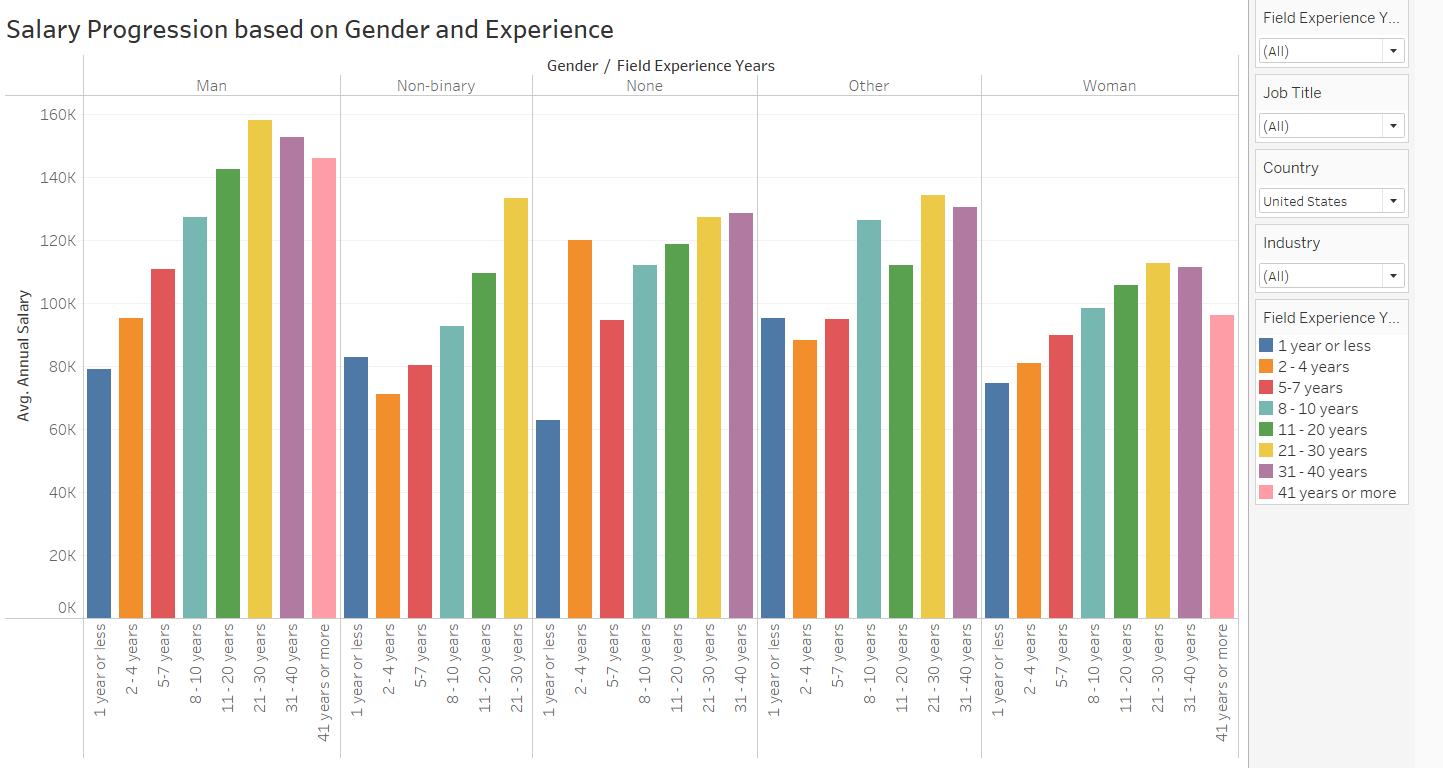 Salary Progression based on Gender and Experience
Gender / Field Experience Years
Man Non-binary None Other Woman
Avg. Annual Salary
160K
140K
120K
100K
80K
60K
40K
20K
0K
1 year or less
2 - 4 years
5-7 years
8 - 10 years
11 - 20 years
21 - 30 years
31 - 40 years
41 years or more
1 year or less
2 - 4 years
5-7 years
8 - 10 years
11 - 20 years
21 - 30 years
1 year or less
2 - 4 years
5-7 years
8 - 10 years
11 - 20 years
21 - 30 years
31 - 40 years
1 year or less
2 - 4 years
5-7 years
8 - 10 years
11 - 20 years
21 - 30 years
31 - 40 years
1 year or less
2 - 4 years
5-7 years
8 - 10 years
11 - 20 years
21 - 30 years
31 - 40 years
41 years or more
Field Experience Y...
(All)
Job Title
(All)
Country
United States
Industry
(All)
Field Experience Y...
1 year or less
2 - 4 years
5-7 years
8 - 10 years
11 - 20 years
21 - 30 years
31 - 40 years
41 years or more